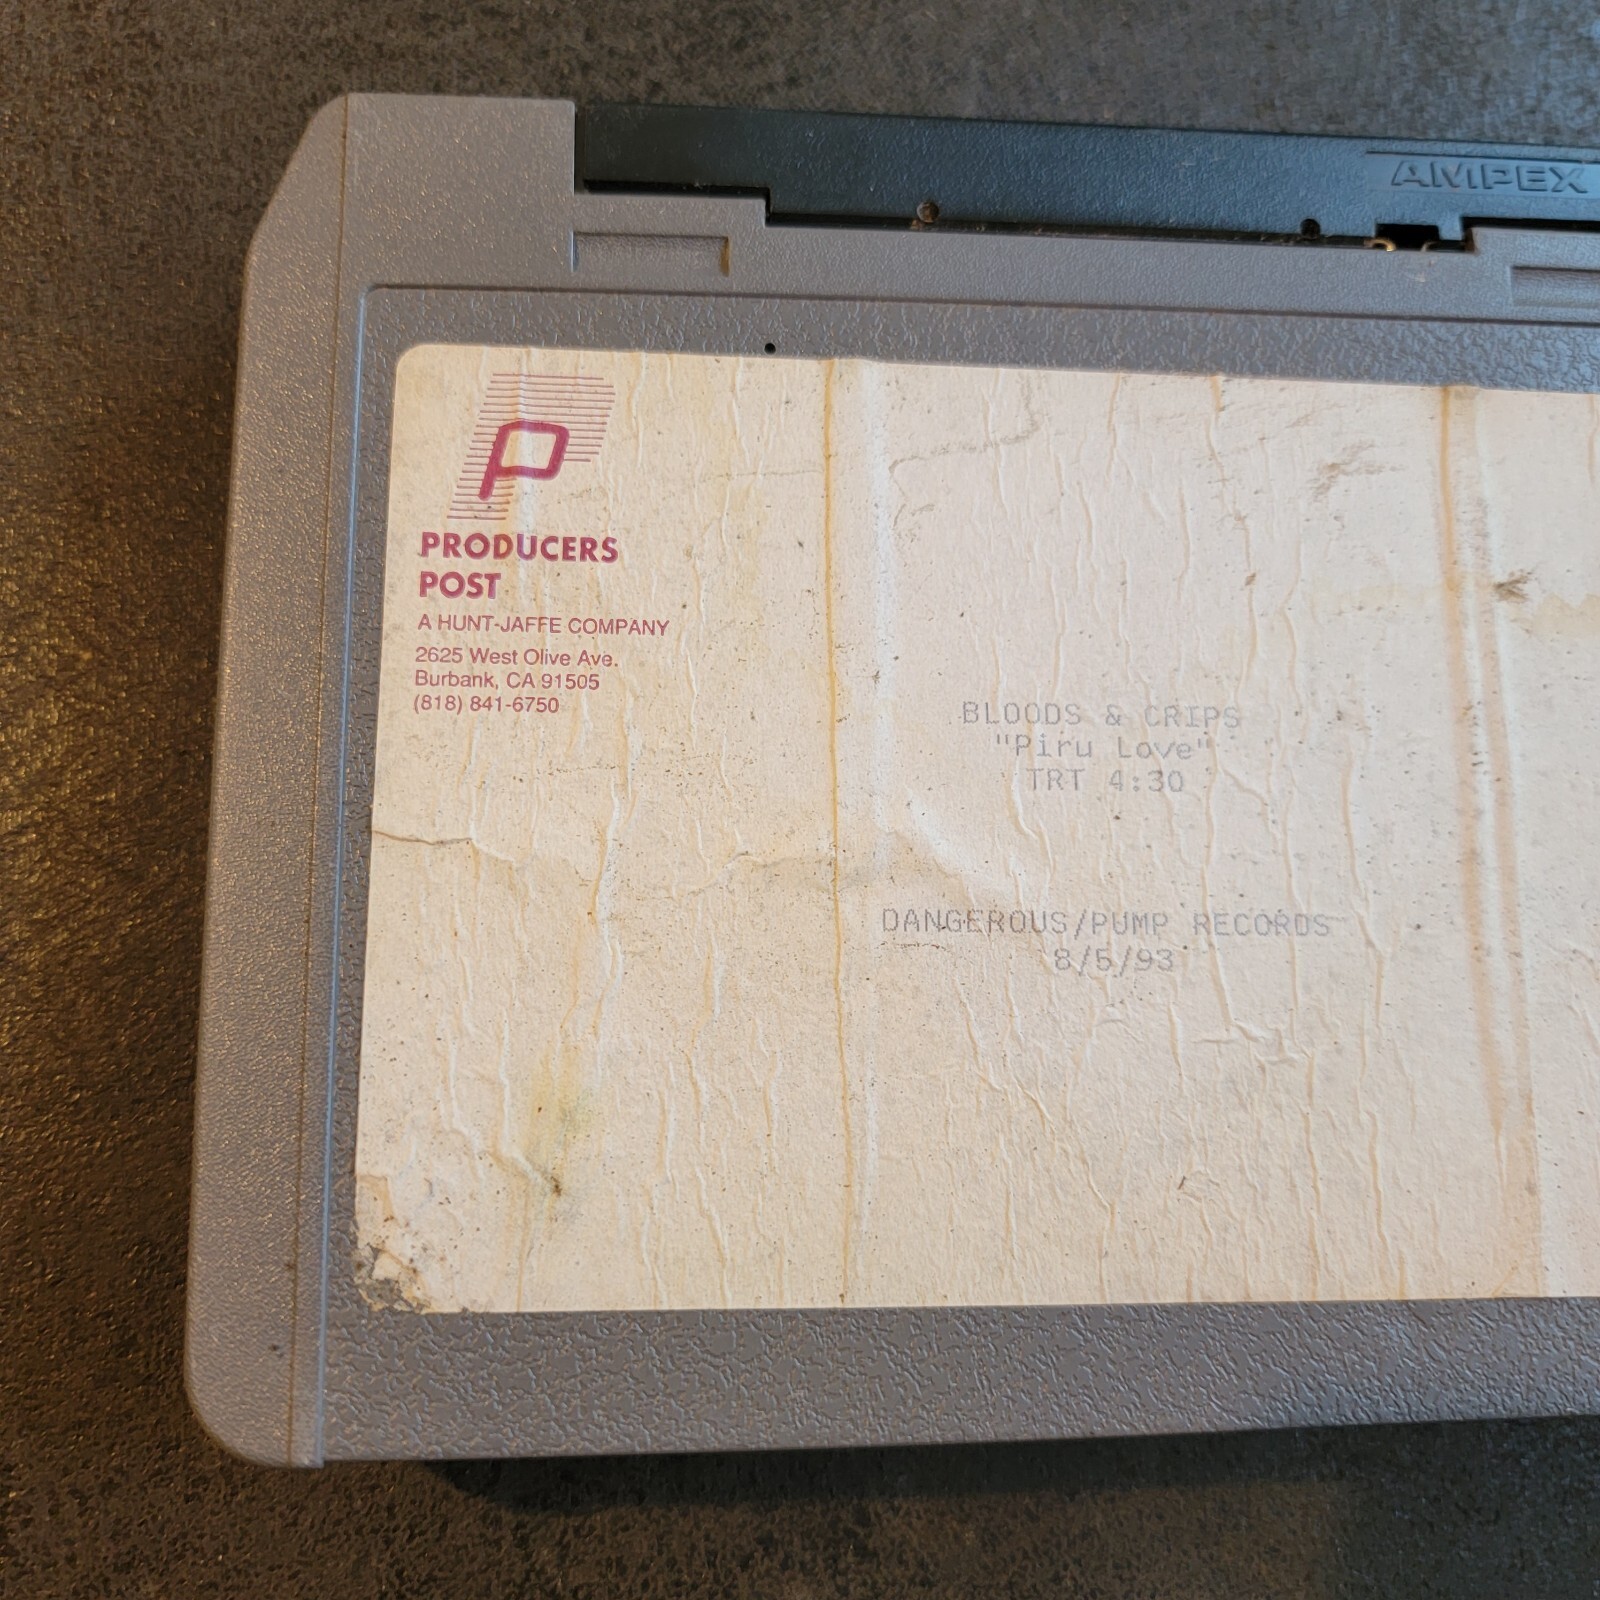 AMPEX
P
PRODUCERS
POST
A HUNT-JAFFE COMPANY
2625 West Olive Ave.
Burbank, CA 91505
(818) 841-6750
BLOODS & CRIPS
"Piru Love"
TRT 4:30
DANGEROUS/PUMP RECORDS
8/5/93